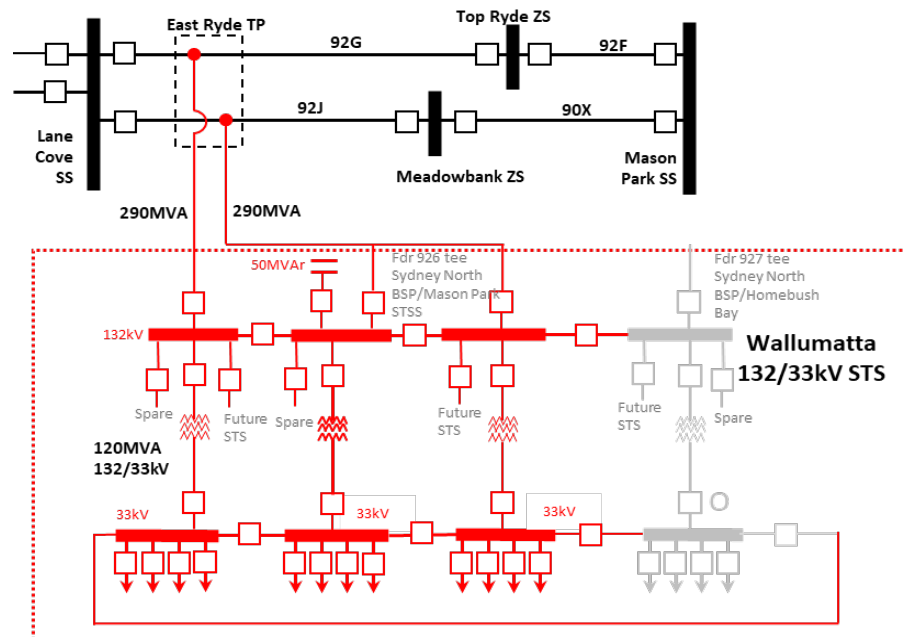 East Ryde TP
Top Ryde ZS
92G
92F
92J
90X
Lane
Cove
SS
Meadowbank ZS
Mason
Park SS
290MVA
290MVA
50MVAr
Fdr 926 tee
Sydney North
BSP/Mason Park
STSS
Fdr 927 tee
Sydney North
BSP/Homebush
Bay
132kV
Wallumatta
132/33kV STS
Spare
Future
STS
Spare
Future
STS
Future
STS
Spare
120MVA
132/33kV
33kV
33kV
33kV